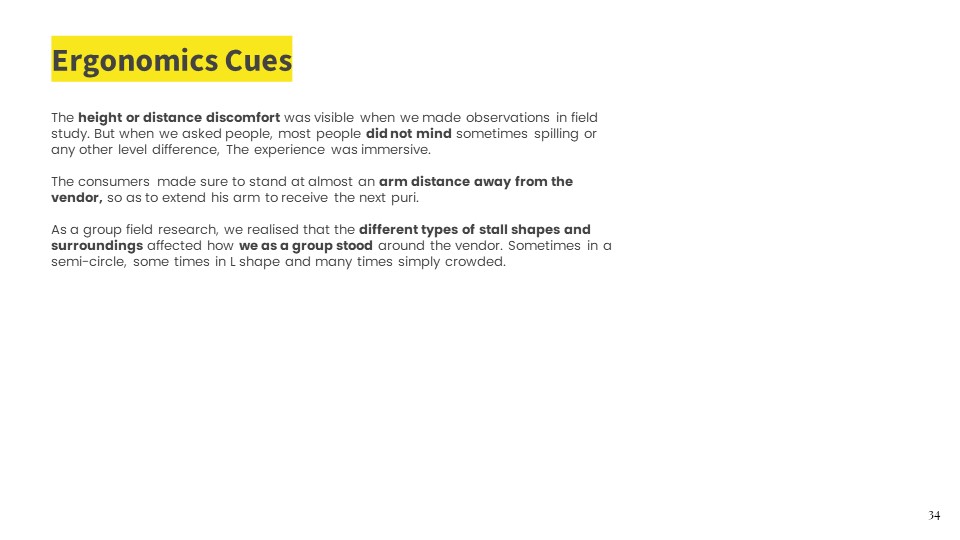 Ergonomics Cues
The height or distance discomfort was visible when we made observations in field
study. But when we asked people, most people did not mind sometimes spilling or
any other level difference, The experience was immersive.
The consumers made sure to stand at almost an arm distance away from the
vendor, so as to extend his arm to receive the next puri.
As a group field research, we realised that the different types of stall shapes and
surroundings affected how we as a group stood around the vendor. Sometimes in a
semi-circle, some times in L shape and many times simply crowded.
34